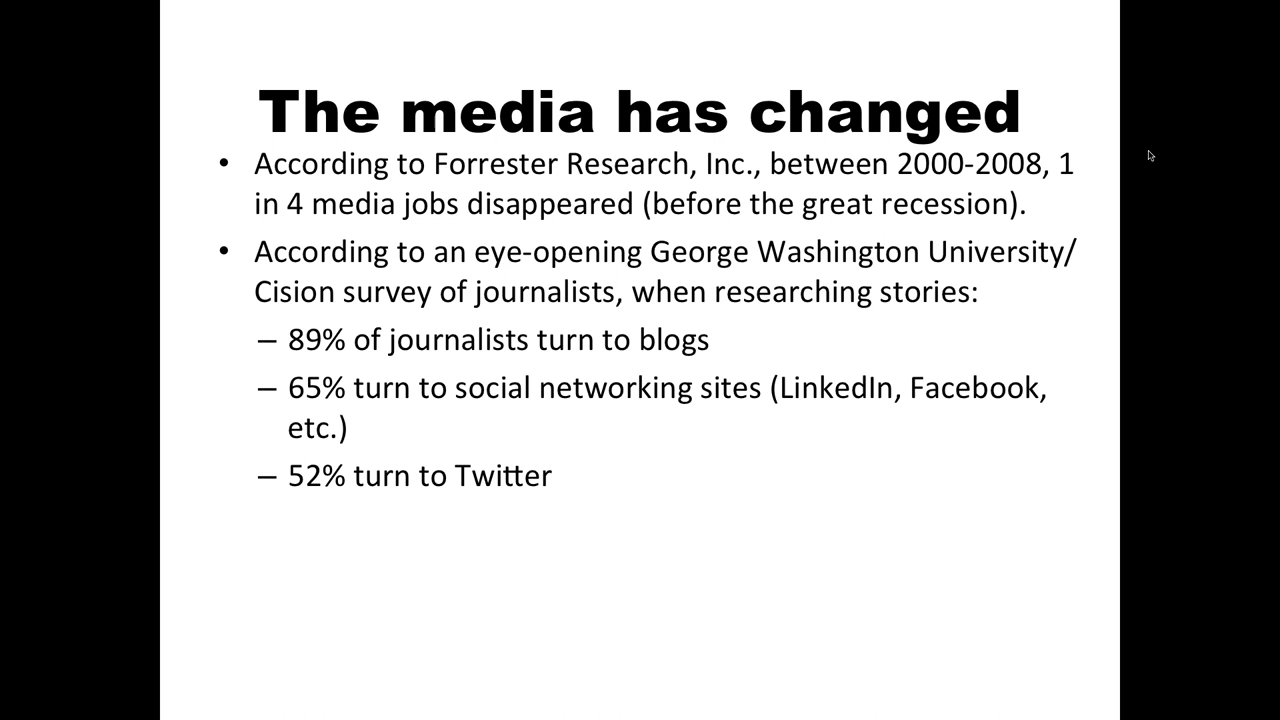 The media has changed
• According to Forrester Research, Inc., between 2000-2008, 1
in 4 media jobs disappeared (before the great recession).
• According to an eye-opening George Washington University/
Cision survey of journalists, when researching stories:
– 89% of journalists turn to blogs
– 65% turn to social networking sites (LinkedIn, Facebook,
etc.)
– 52% turn to Twitter